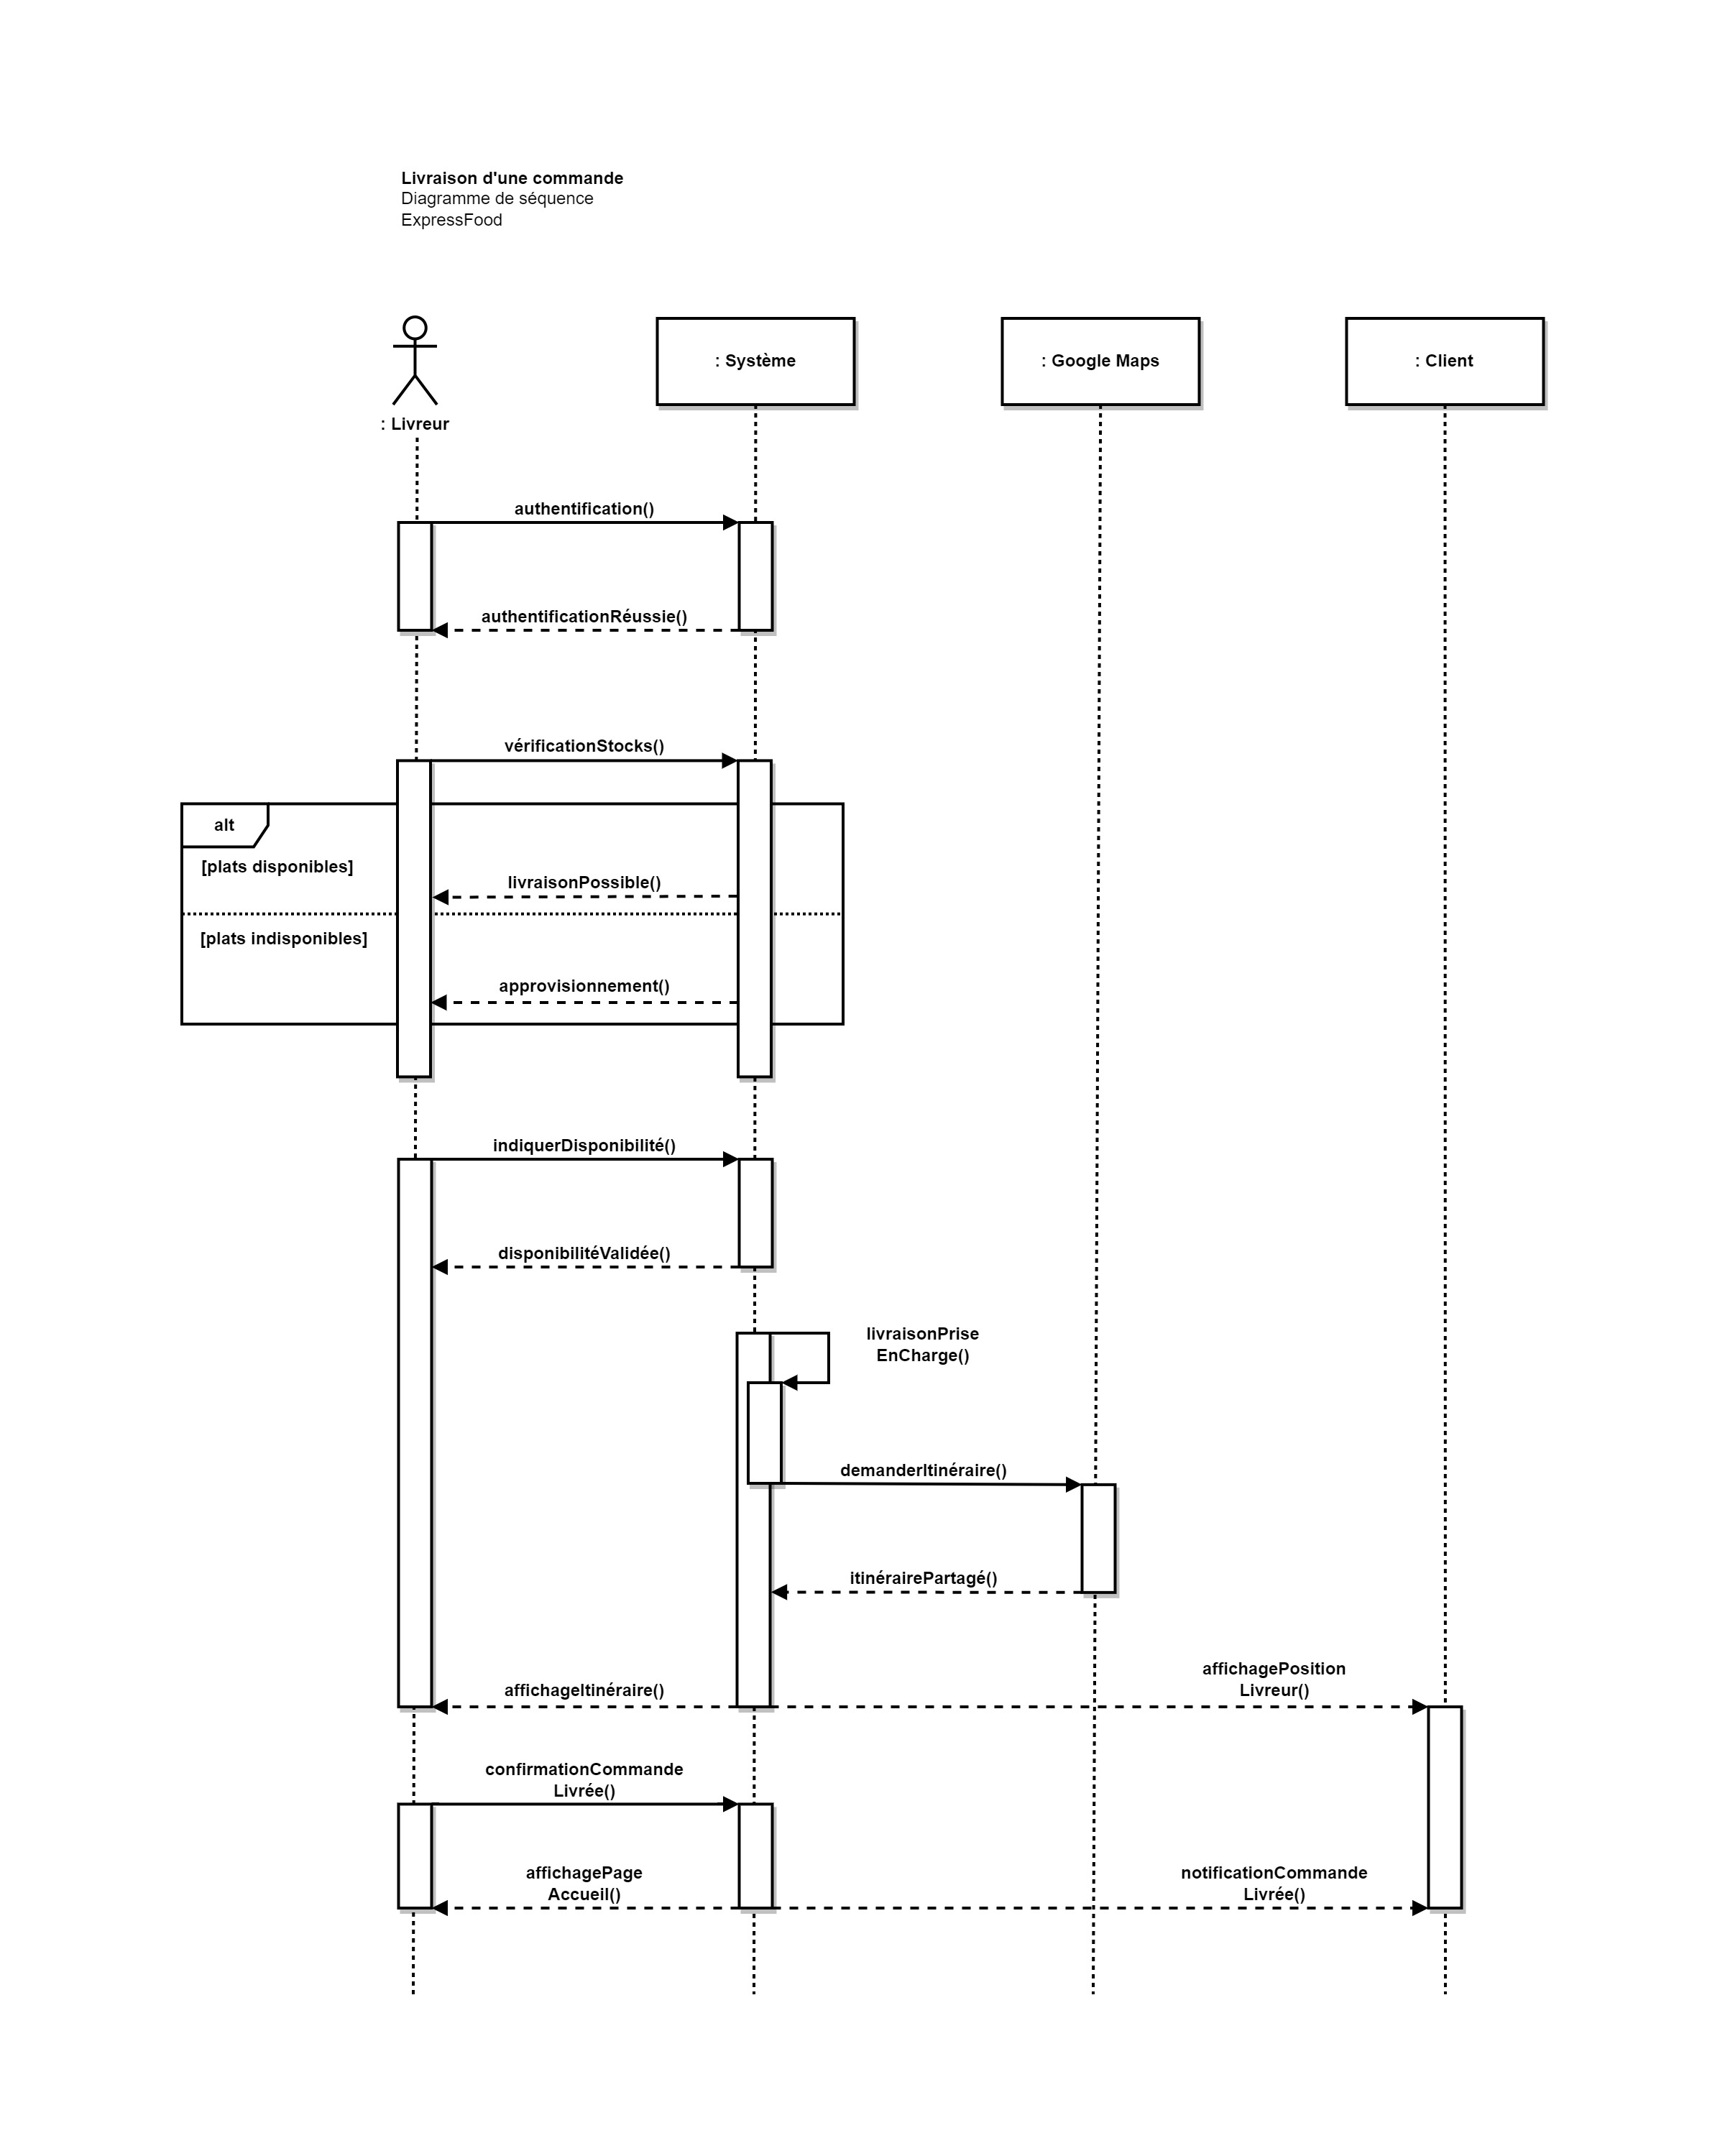 Livraison d'une commande
Diagramme de séquence
ExpressFood
: Livreur
: Système
: Google Maps
: Client
authentification()
authentificationRéussie()
vérificationStocks()
alt
[plats disponibles]
livraisonPossible()
[plats indisponibles]
approvisionnement()
indiquerDisponibilité()
disponibilitéValidée()
livraisonPrise
EnCharge()
demanderItinéraire()
itinérairePartagé()
affichageItinéraire()
affichagePosition
Livreur()
confirmationCommande
Livrée()
affichagePage
Accueil()
notificationCommande
Livrée()